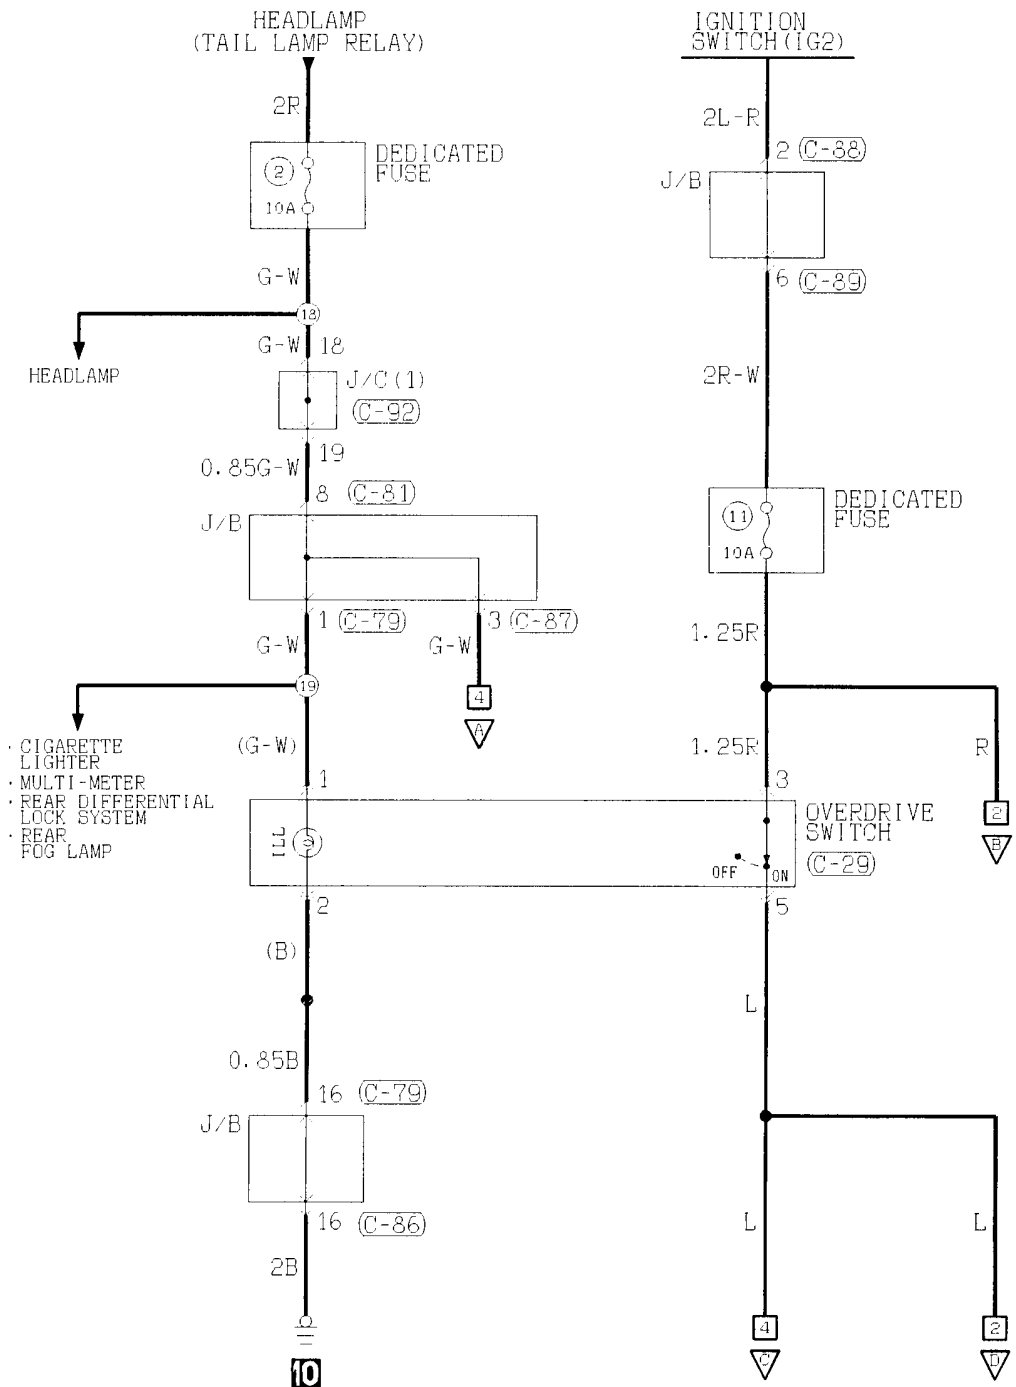 HEADLAMP
(TAIL LAMP RELAY)
IGNITION
SWITCH(IG2)
2R
2L-R
2 (C-88)
DEDICATED
FUSE
2
10A
J/B
G-W
6 (C-89)
18
G-W 18
HEADLAMP
J/C(1)
(C-92)
2R-W
19
0.85G-W
8 (C-81)
J/B
DEDICATED
FUSE
11
10A
1 (C-79)
3 (C-87)
G-W
G-W
1.25R
19
4
A
· CIGARETTE
LIGHTER
· MULTI-METER
· REAR DIFFERENTIAL
LOCK SYSTEM
· REAR
FOG LAMP
(G-W)
1.25R
R
1
3
2
B
OVERDRIVE
SWITCH
(C-29)
ILL
OFF
ON
2
5
(B)
L
0.85B
16 (C-79)
J/B
16 (C-86)
L
L
2B
4
2
C
D
10